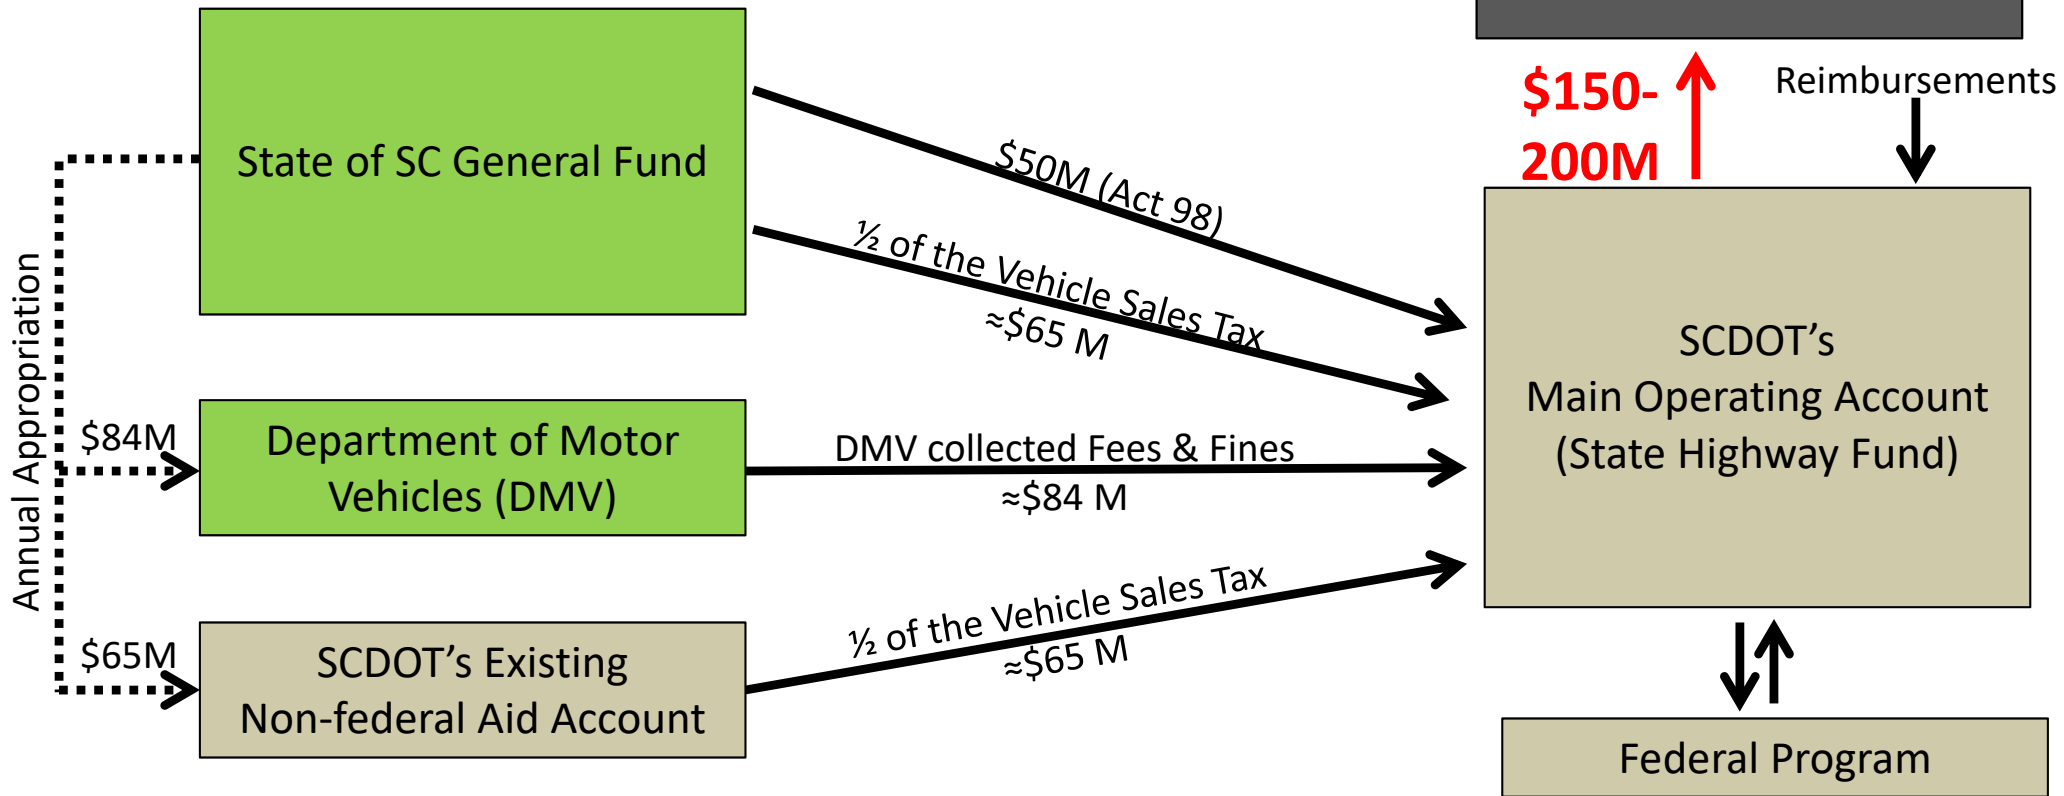 $150-
200M
Reimbursements
State of SC General Fund
$50M (Act 98)
½ of the Vehicle Sales Tax
≈$65 M
SCDOT’s
Main Operating Account
(State Highway Fund)
Annual Appropriation
$84M
Department of Motor
Vehicles (DMV)
DMV collected Fees & Fines
≈$84 M
½ of the Vehicle Sales Tax
≈$65 M
$65M
SCDOT’s Existing
Non-federal Aid Account
Federal Program